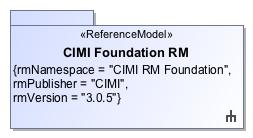 «ReferenceModel»
CIMI Foundation RM
{rmNamespace = "CIMI RM Foundation",
rmPublisher = "CIMI",
rmVersion = "3.0.5"}